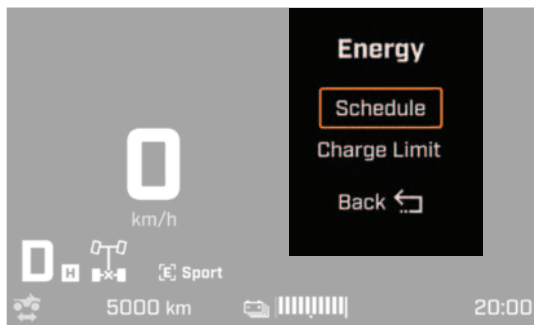 Energy
Schedule
Charge Limit
Back
0
km/h
D H
[E] Sport
5000 km
20:00